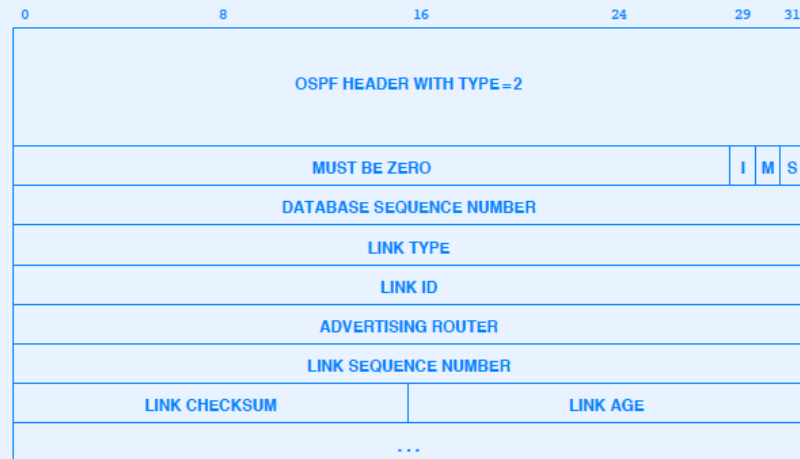 0 8 16 24 29 31
OSPF HEADER WITH TYPE=2
MUST BE ZERO I M S
DATABASE SEQUENCE NUMBER
LINK TYPE
LINK ID
ADVERTISING ROUTER
LINK SEQUENCE NUMBER
LINK CHECKSUM LINK AGE
...